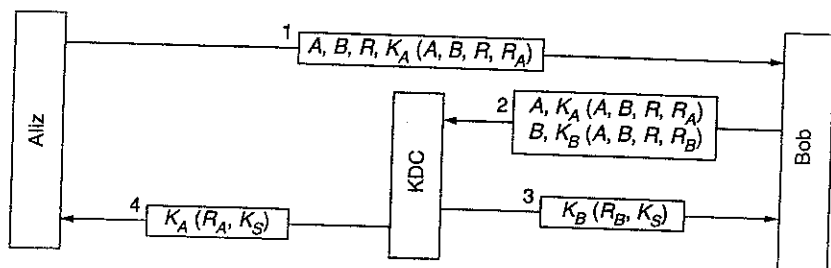 Aliz
1
A, B, R, K_A (A, B, R, R_A)
Bob
KDC
2
A, K_A (A, B, R, R_A)
B, K_B (A, B, R, R_B)
3
K_B (R_B, K_S)
4
K_A (R_A, K_S)